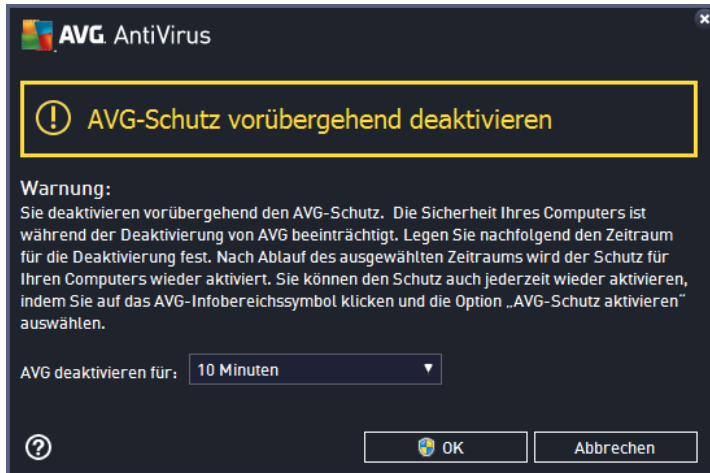 AVG. AntiVirus
AVG-Schutz vorübergehend deaktivieren
Warnung:
Sie deaktivieren vorübergehend den AVG-Schutz. Die Sicherheit Ihres Computers ist
während der Deaktivierung von AVG beeinträchtigt. Legen Sie nachfolgend den Zeitraum
für die Deaktivierung fest. Nach Ablauf des ausgewählten Zeitraums wird der Schutz für
Ihren Computers wieder aktiviert. Sie können den Schutz auch jederzeit wieder aktivieren,
indem Sie auf das AVG-Infobereichssymbol klicken und die Option „AVG-Schutz aktivieren“
auswählen.
AVG deaktivieren für: 10 Minuten
OK Abbrechen